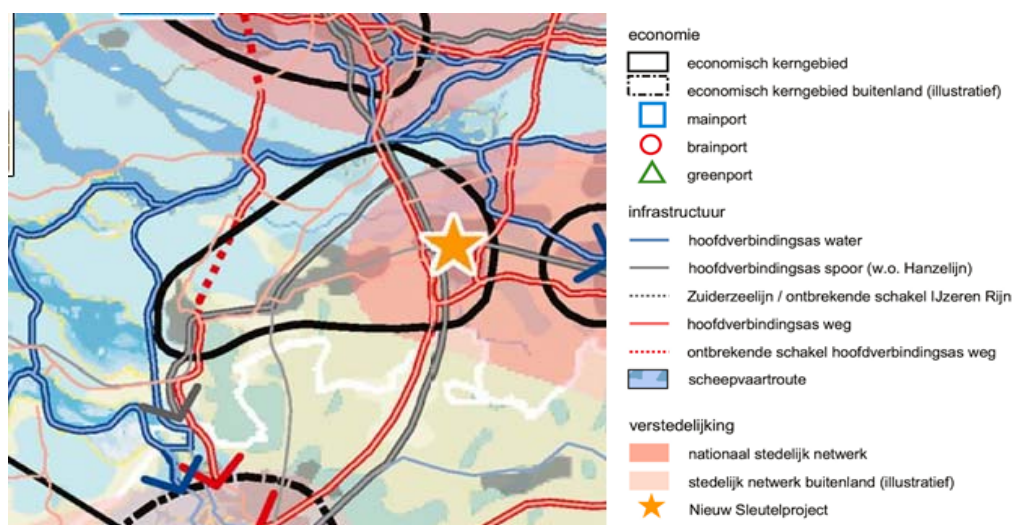 economie
economisch kerngebied
economisch kerngebied buitenland (illustratief)
mainport
brainport
greenport
infrastructuur
hoofdverbindingsas water
hoofdverbindingsas spoor (w.o. Hanzelijn)
Zuiderzeelijn / ontbrekende schakel IJzeren Rijn
hoofdverbindingsas weg
ontbrekende schakel hoofdverbindingsas weg
scheepvaartroute
verstedelijking
nationaal stedelijk netwerk
stedelijk netwerk buitenland (illustratief)
Nieuw Sleutelproject